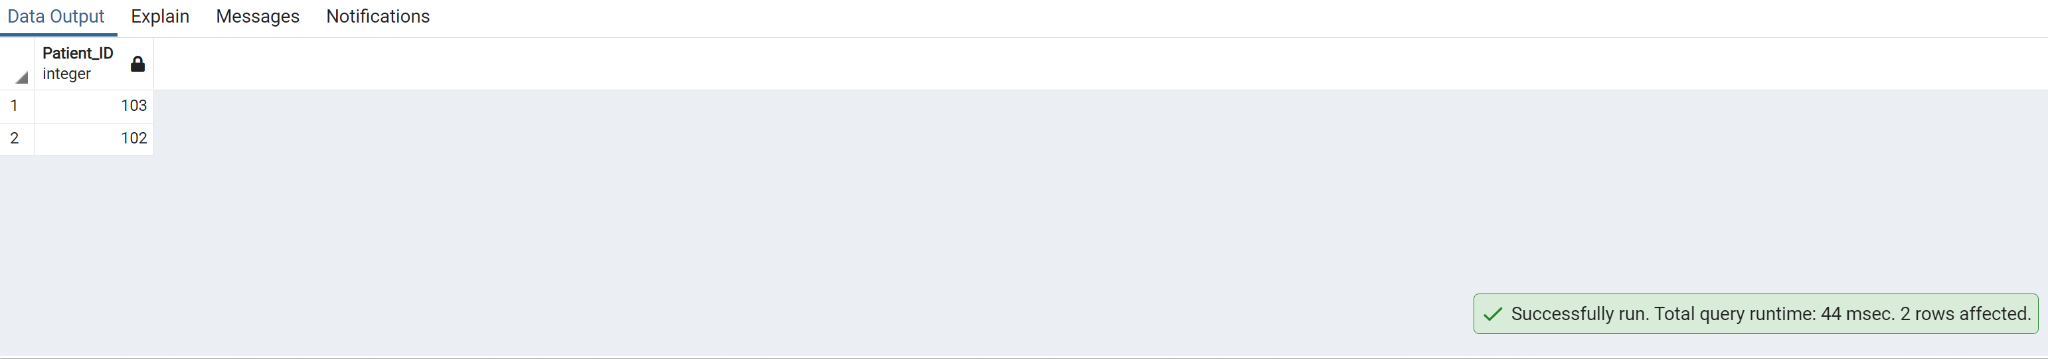 Data Output Explain Messages Notifications
Patient_ID
integer
1 103
2 102
Successfully run. Total query runtime: 44 msec. 2 rows affected.